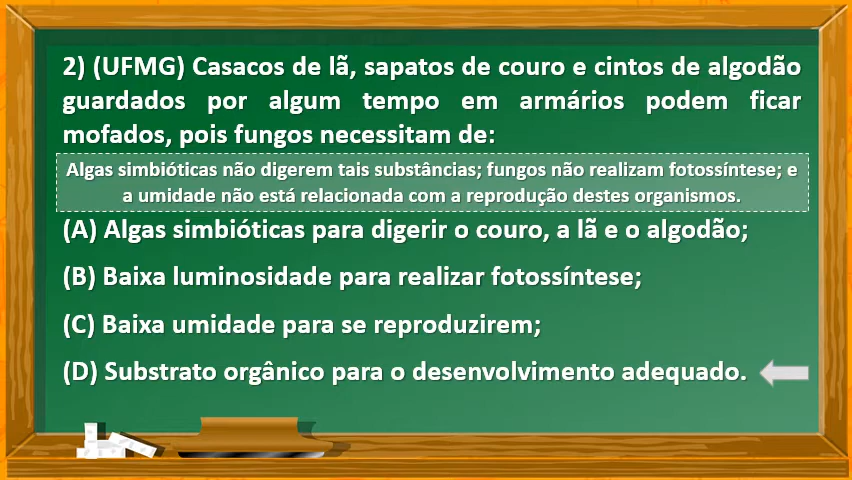 2) (UFMG) Casacos de lã, sapatos de couro e cintos de algodão
guardados por algum tempo em armários podem ficar
mofados, pois fungos necessitam de:
Algas simbióticas não digerem tais substâncias; fungos não realizam fotossíntese; e
a umidade não está relacionada com a reprodução destes organismos.
(A) Algas simbióticas para digerir o couro, a lã e o algodão;
(B) Baixa luminosidade para realizar fotossíntese;
(C) Baixa umidade para se reproduzirem;
(D) Substrato orgânico para o desenvolvimento adequado.